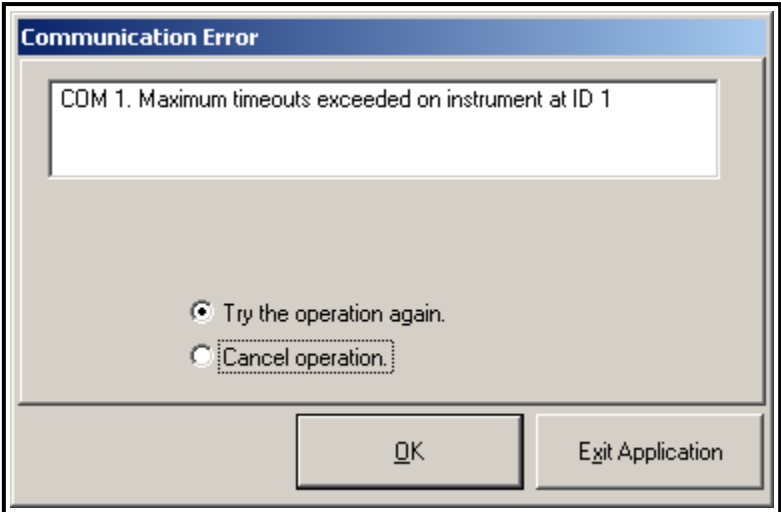 Communication Error
COM 1. Maximum timeouts exceeded on instrument at ID 1
Try the operation again.
Cancel operation.
OK
Exit Application